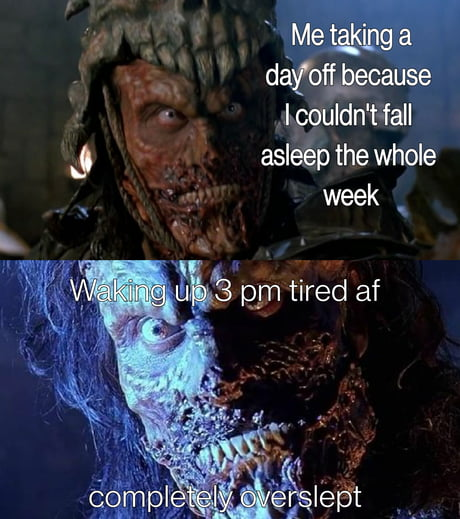 Me taking a
day off because
I couldn't fall
asleep the whole
week
Waking up 3 pm tired af
completely overslept